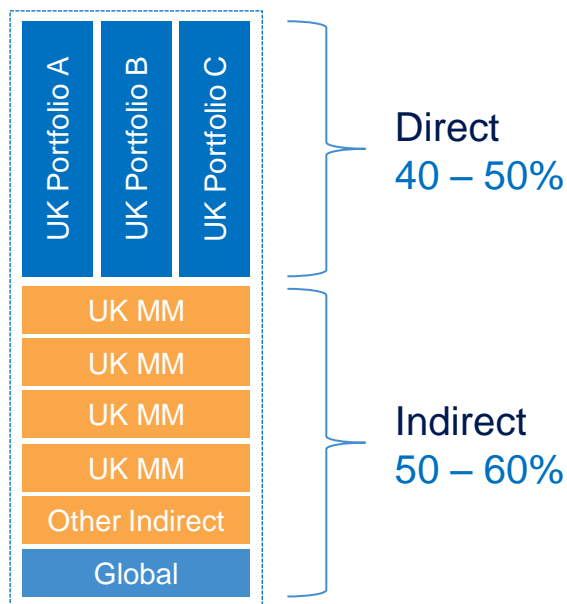 UK Portfolio A
UK Portfolio B
UK Portfolio C
Direct
40 – 50%
UK MM
UK MM
UK MM
UK MM
Other Indirect
Global
Indirect
50 – 60%